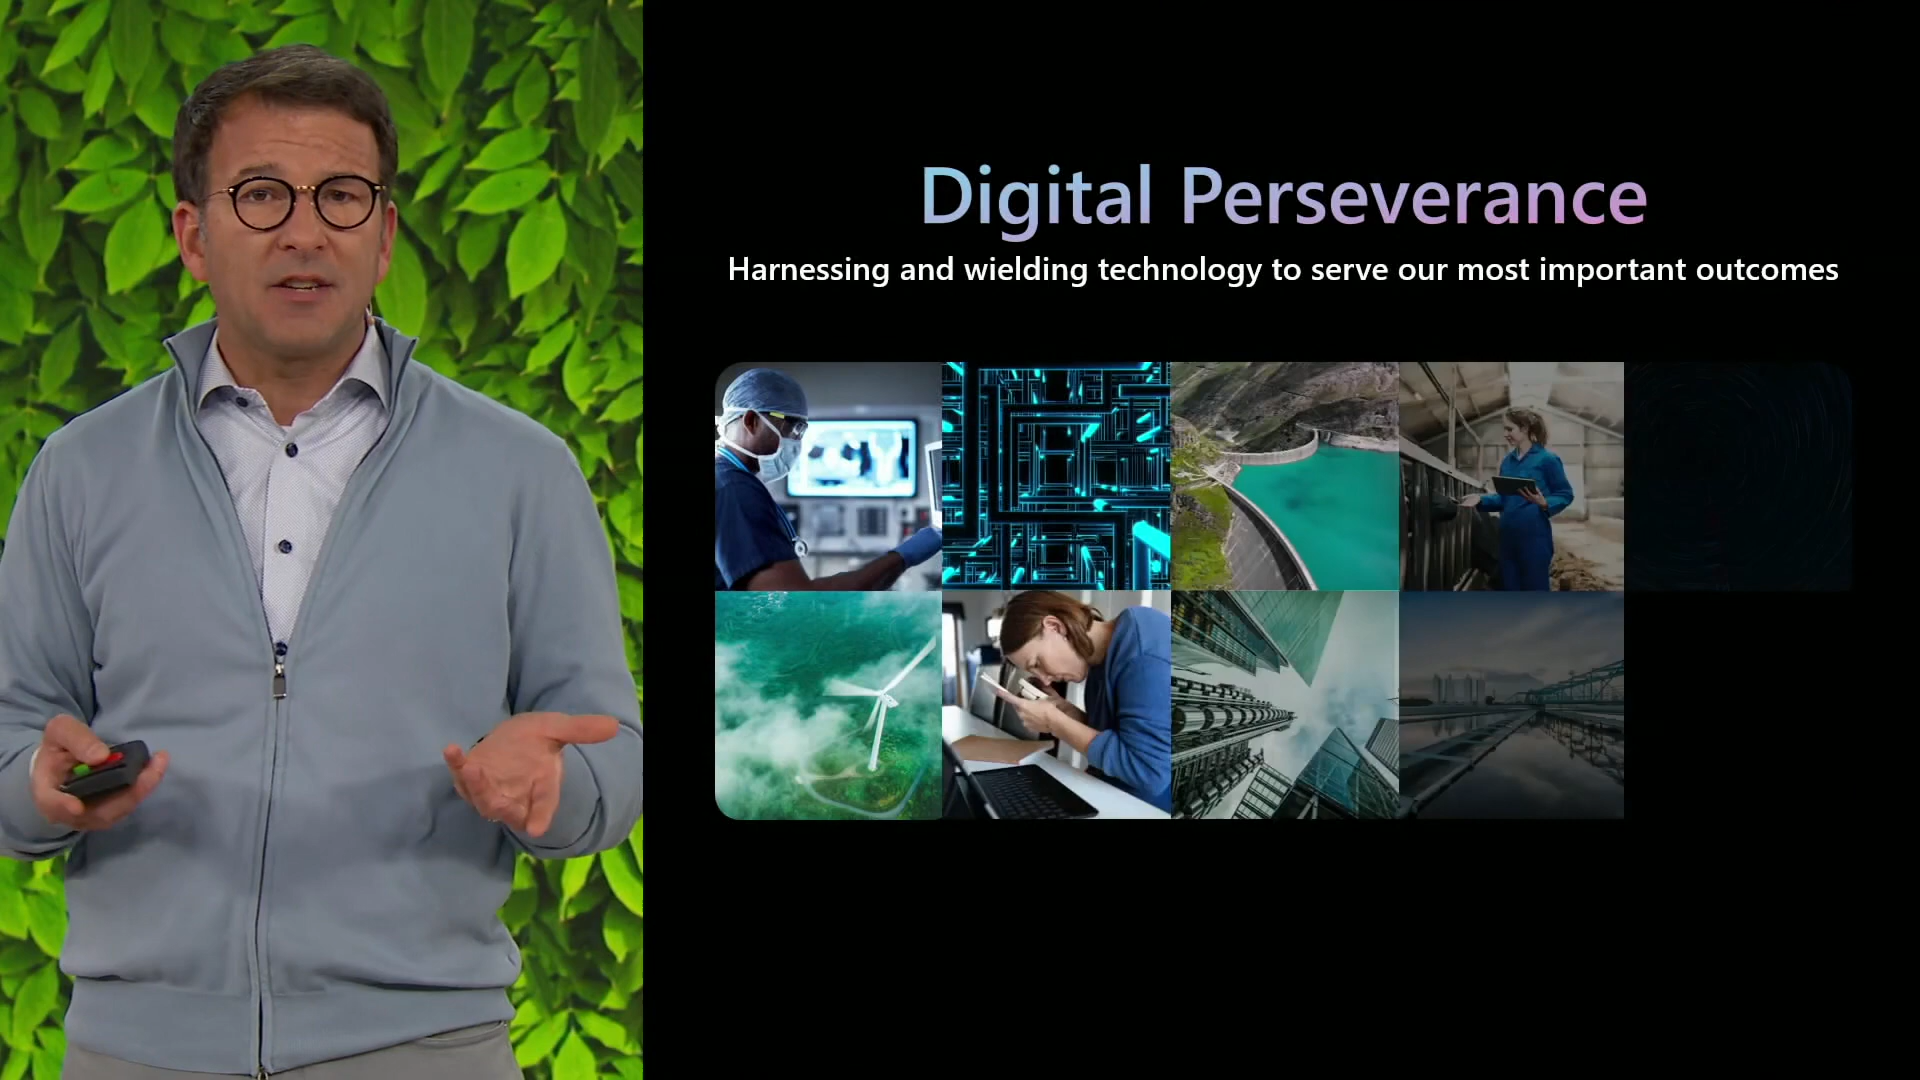 Digital Perseverance
Harnessing and wielding technology to serve our most important outcomes